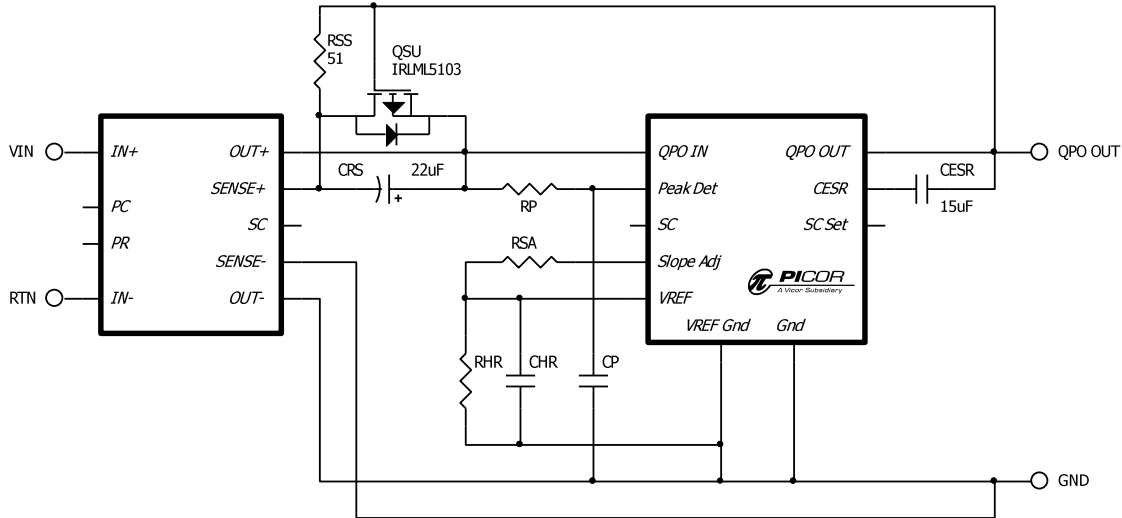 RSS
51
QSU
IRLML5103
VIN
IN+
OUT+
CRS
22uF
QPO IN
QPO OUT
QPO OUT
SENSE+
+
RP
Peak Det
CESR
CESR
15uF
PC
SC
SC
SC Set
PR
RSA
SENSE-
Slope Adj
PICOR
A Vicor Subsidiary
RTN
IN-
OUT-
VREF
VREF Gnd
Gnd
RHR
CHR
CP
GND